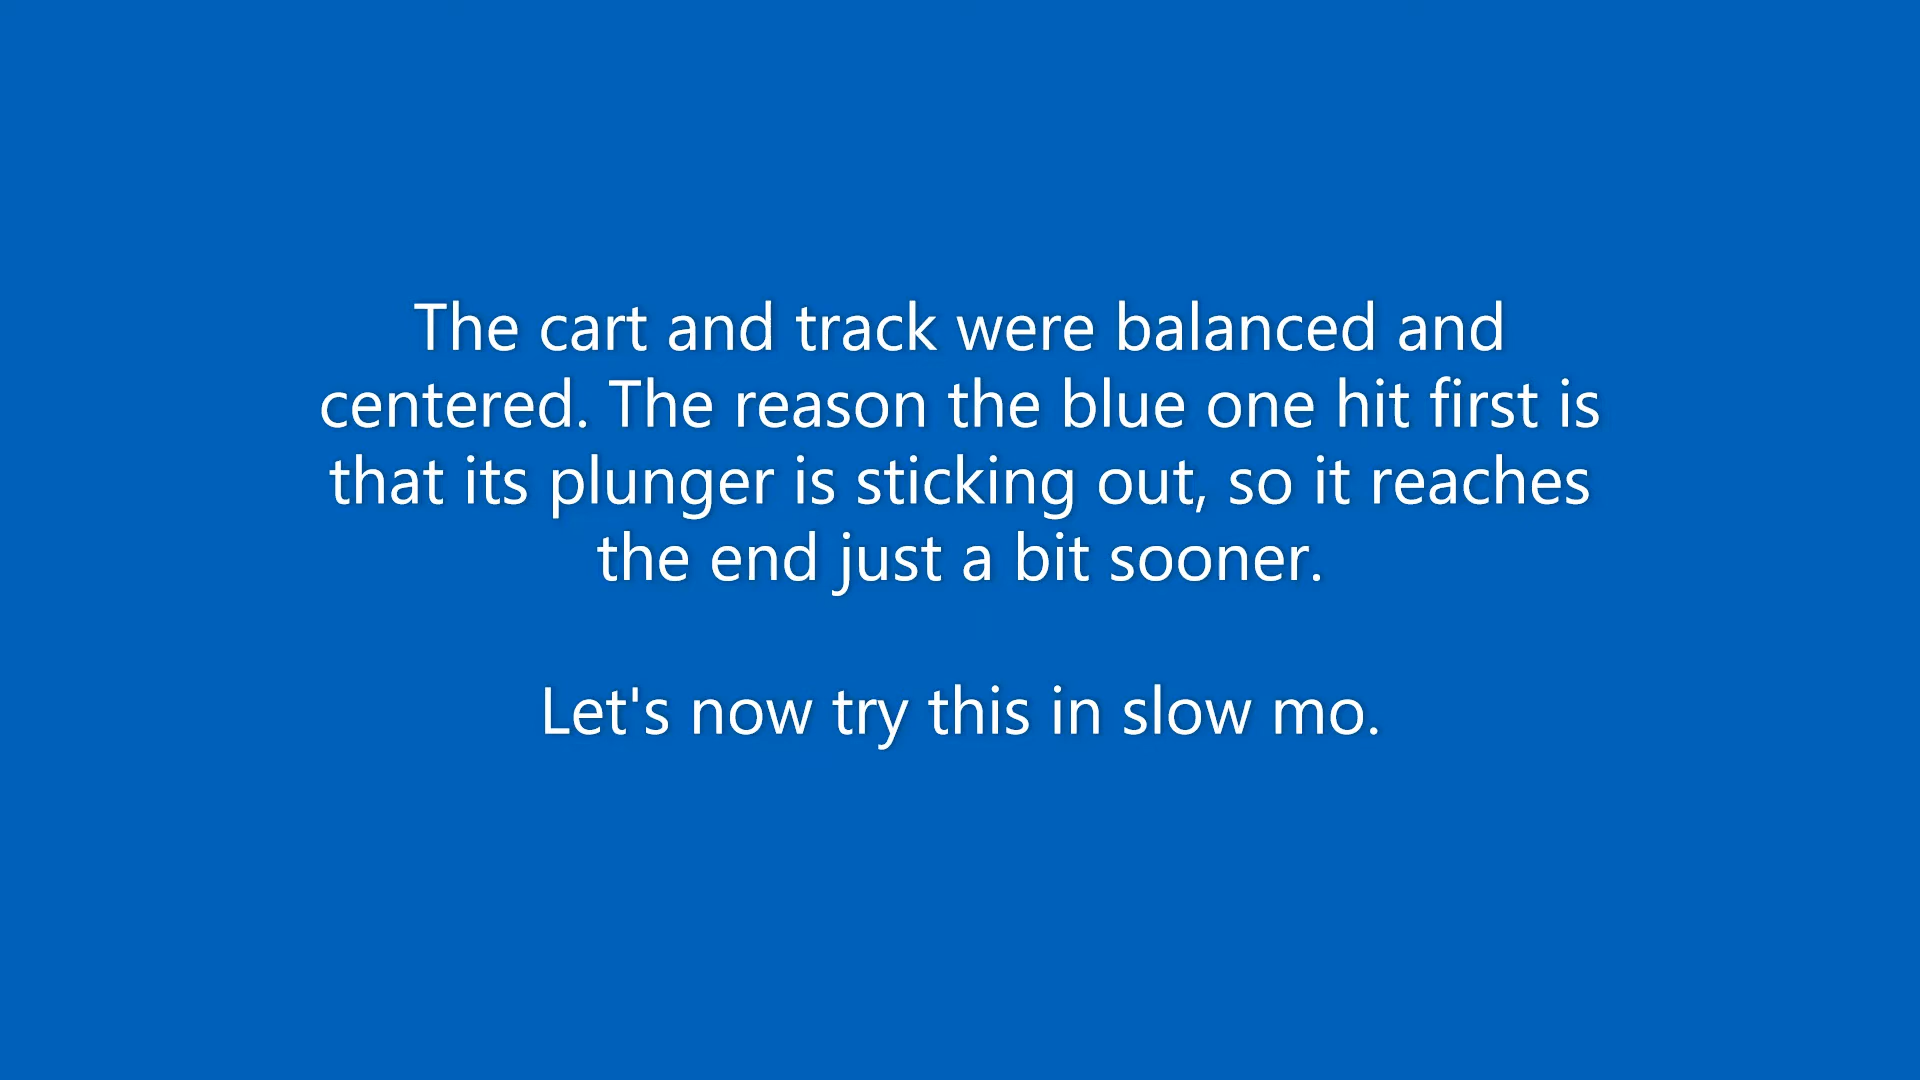 The cart and track were balanced and
centered. The reason the blue one hit first is
that its plunger is sticking out, so it reaches
the end just a bit sooner.
Let's now try this in slow mo.